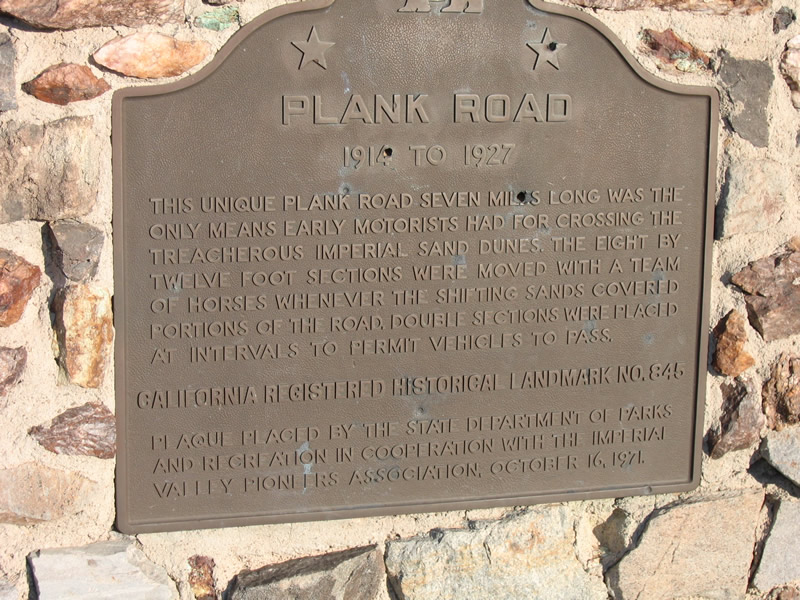 PLANK ROAD
1914 TO 1927
THIS UNIQUE PLANK ROAD SEVEN MILES LONG WAS THE
ONLY MEANS EARLY MOTORISTS HAD FOR CROSSING THE
TREACHEROUS IMPERIAL SAND DUNES. THE EIGHT BY
TWELVE FOOT SECTIONS WERE MOVED WITH A TEAM
OF HORSES WHENEVER THE SHIFTING SANDS COVERED
PORTIONS OF THE ROAD. DOUBLE SECTIONS WERE PLACED
AT INTERVALS TO PERMIT VEHICLES TO PASS.
CALIFORNIA REGISTERED HISTORICAL LANDMARK NO. 845
PLAQUE PLACED BY THE STATE DEPARTMENT OF PARKS
AND RECREATION IN COOPERATION WITH THE IMPERIAL
VALLEY PIONEERS ASSOCIATION, OCTOBER 16, 1971.